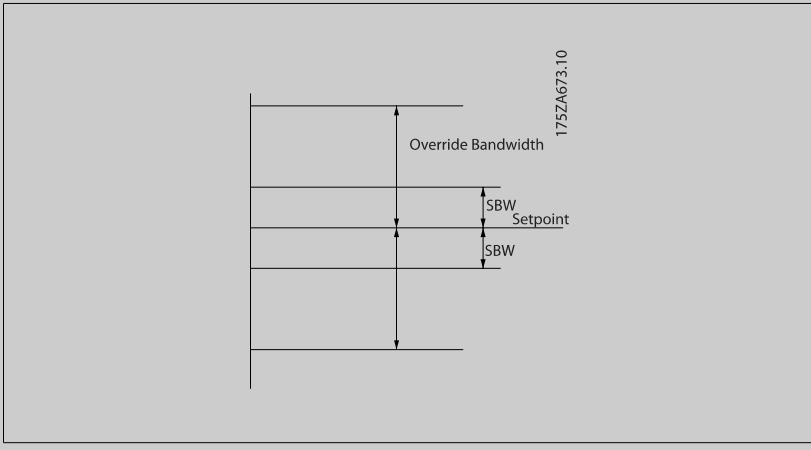 175ZA673.10
Override Bandwidth
SBW
Setpoint
SBW